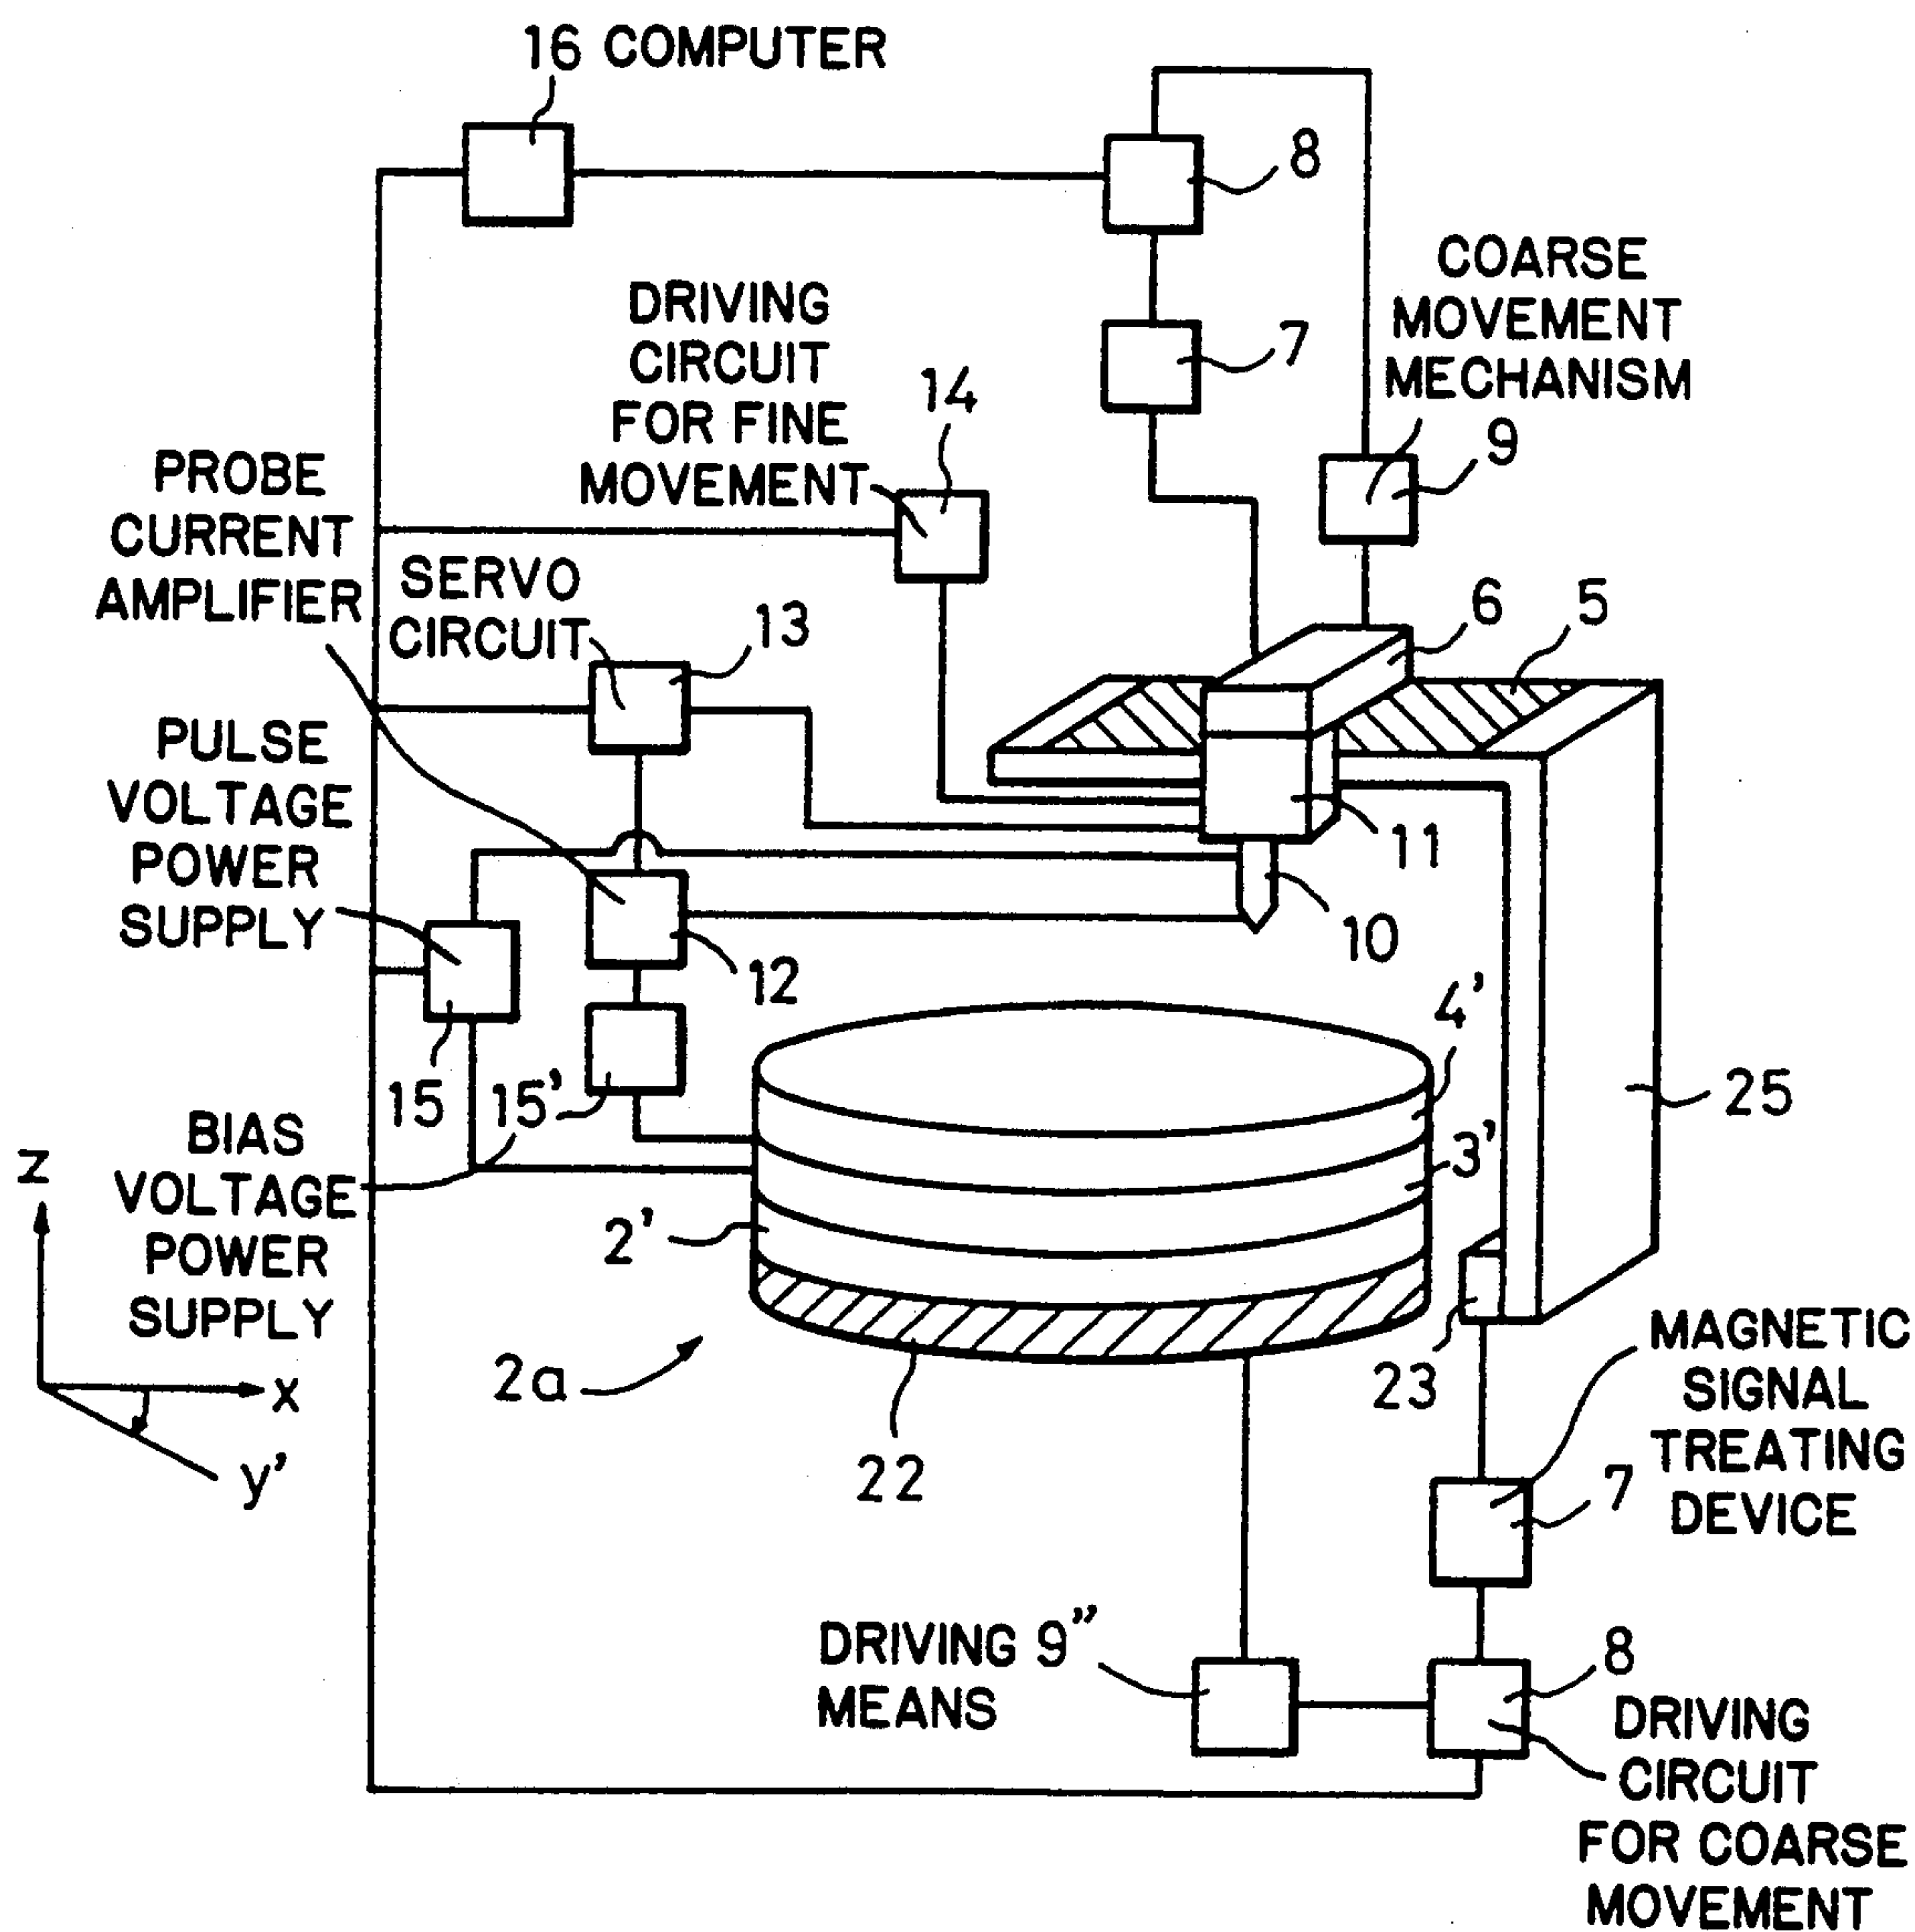 16 COMPUTER
8
COARSE
MOVEMENT
MECHANISM
9
7
DRIVING
CIRCUIT
FOR FINE
MOVEMENT
14
PROBE
CURRENT
AMPLIFIER
SERVO
CIRCUIT
13
6
5
PULSE
VOLTAGE
POWER
SUPPLY
11
10
12
15
15'
4'
3'
2'
25
BIAS
VOLTAGE
POWER
SUPPLY
z
x
y'
2a
22
23
MAGNETIC
SIGNAL
TREATING
DEVICE
7
DRIVING 9"
MEANS
8
DRIVING
CIRCUIT
FOR COARSE
MOVEMENT